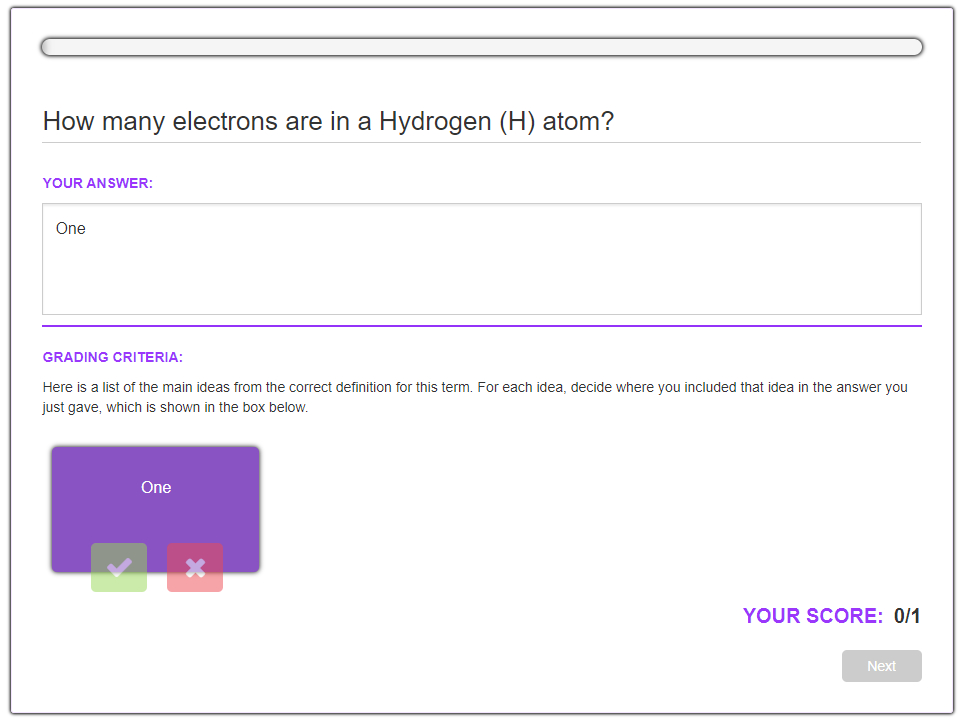 How many electrons are in a Hydrogen (H) atom?
YOUR ANSWER:
One
GRADING CRITERIA:
Here is a list of the main ideas from the correct definition for this term. For each idea, decide where you included that idea in the answer you
just gave, which is shown in the box below.
One
YOUR SCORE: 0/1
Next